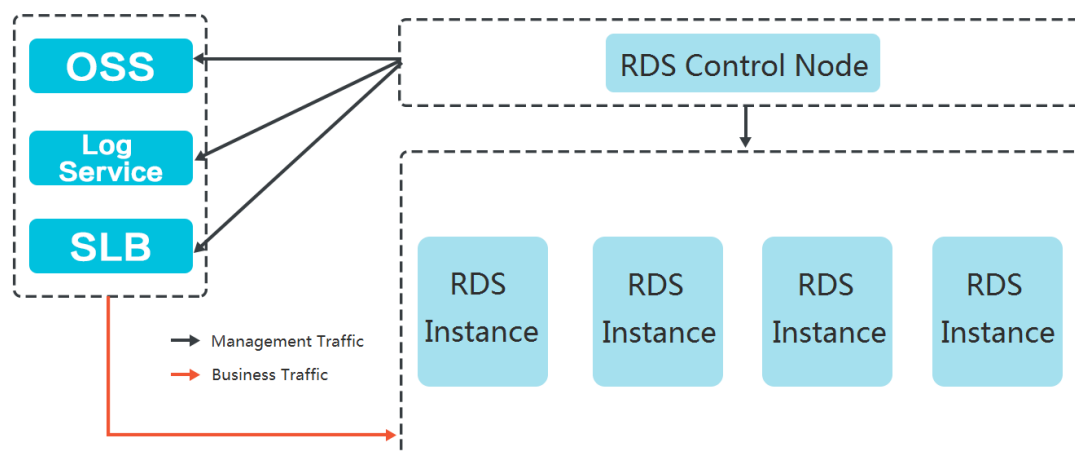 OSS
Log
Service
SLB
RDS Control Node
RDS
Instance
RDS
Instance
RDS
Instance
RDS
Instance
Management Traffic
Business Traffic